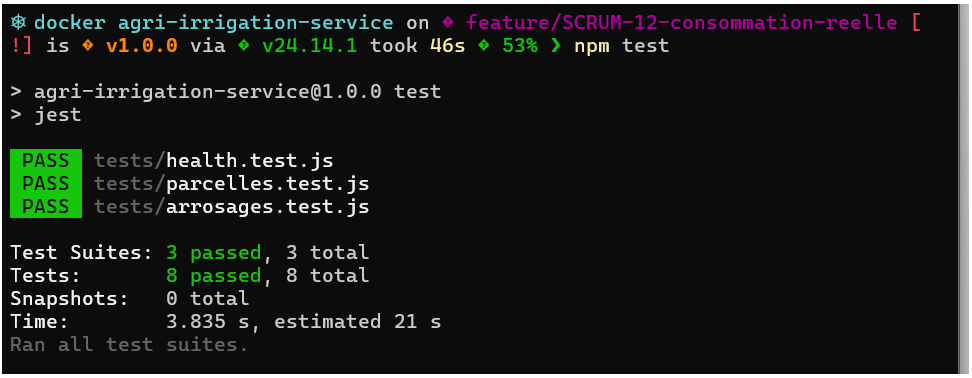 docker agri-irrigation-service on � feature/SCRUM-12-consommation-reelle [
!] is � v1.0.0 via � v24.14.1 took 46s � 53% ❯ npm test
> agri-irrigation-service@1.0.0 test
> jest
PASS tests/health.test.js
PASS tests/parcelles.test.js
PASS tests/arrosages.test.js
Test Suites: 3 passed, 3 total
Tests: 8 passed, 8 total
Snapshots: 0 total
Time: 3.835 s, estimated 21 s
Ran all test suites.